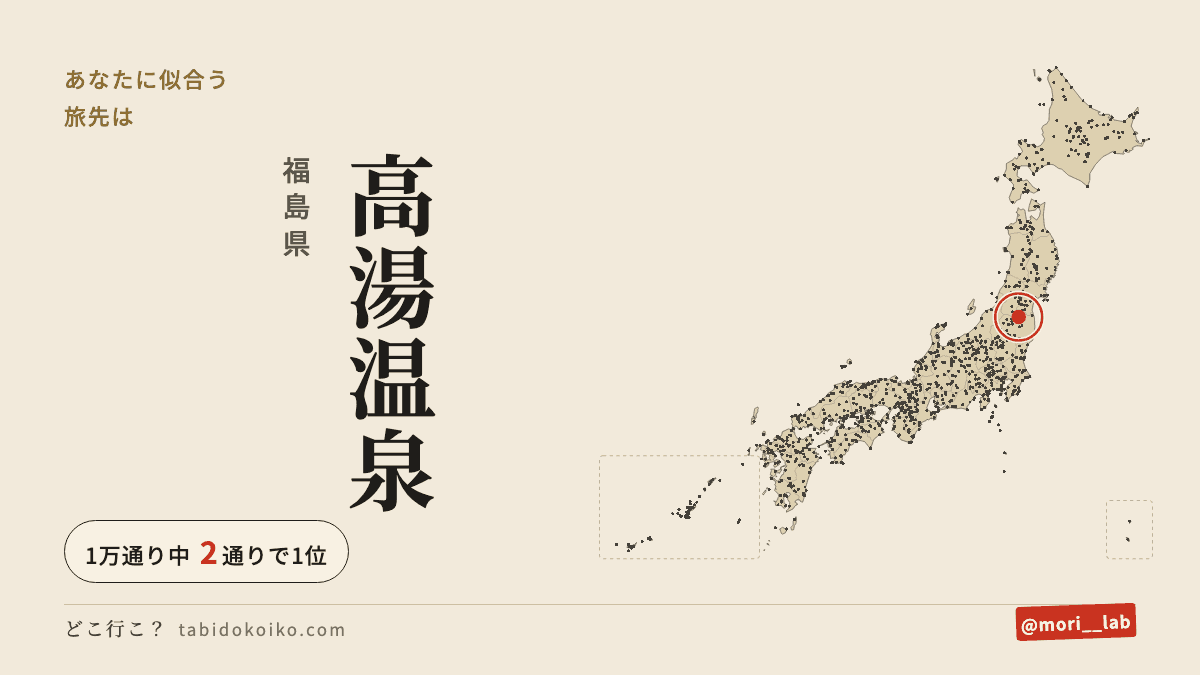 あなたに似合う
旅先は
高湯温泉
福島県
1万通り中 2通りで1位
どこ行こ？ tabidokoiko.com
@mori__lab